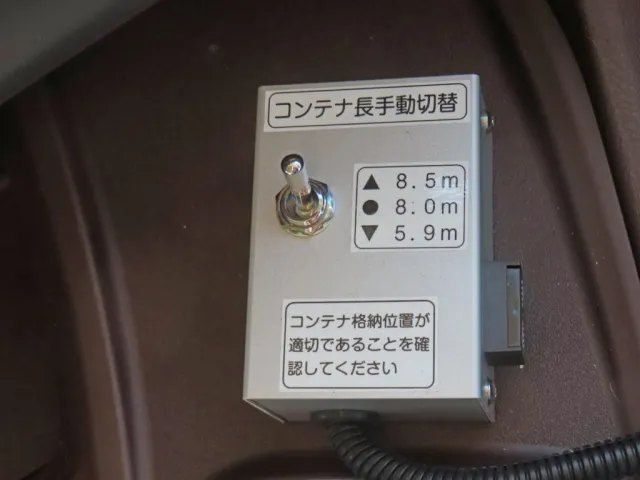 コンテナ長手動切替
▲ 8.5m
● 8.0m
▼ 5.9m
コンテナ格納位置が
適切であることを確
認してください